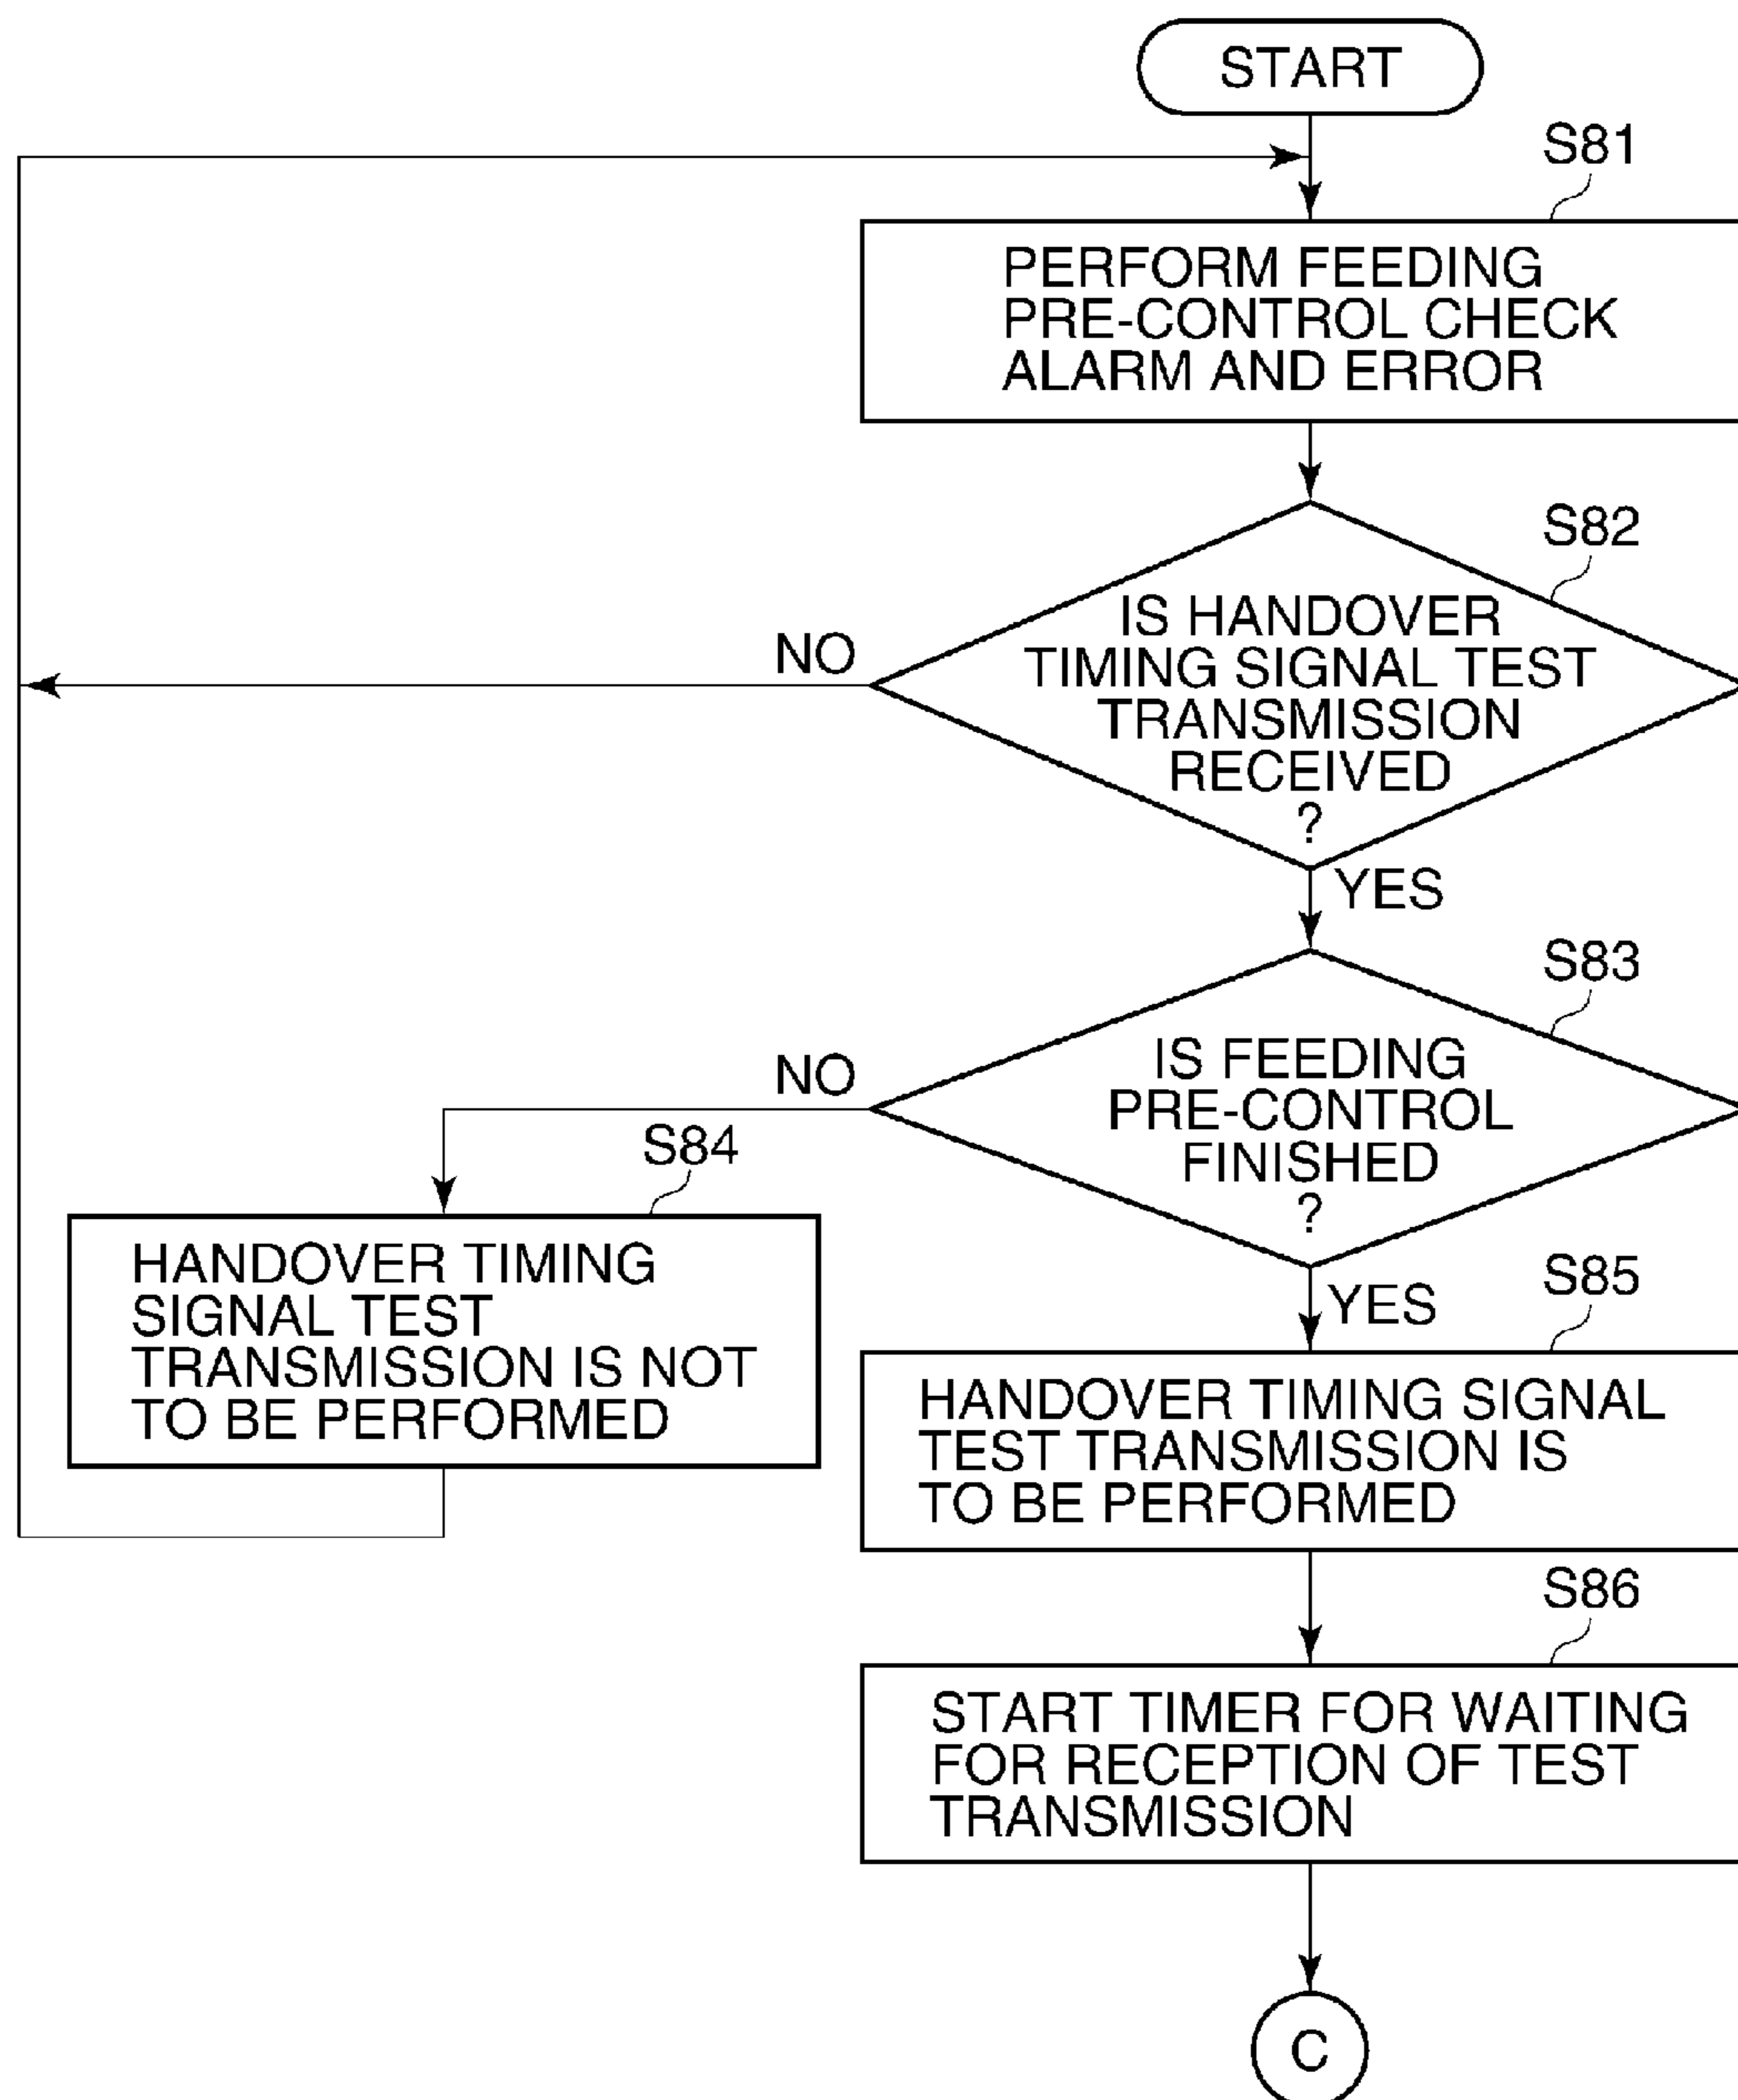 START
S81
PERFORM FEEDING
PRE-CONTROL CHECK
ALARM AND ERROR
S82
IS HANDOVER
TIMING SIGNAL TEST
TRANSMISSION
RECEIVED
?
NO
YES
S83
IS FEEDING
PRE-CONTROL
FINISHED
?
NO
S84
HANDOVER TIMING
SIGNAL TEST
TRANSMISSION IS NOT
TO BE PERFORMED
YES
S85
HANDOVER TIMING SIGNAL
TEST TRANSMISSION IS
TO BE PERFORMED
S86
START TIMER FOR WAITING
FOR RECEPTION OF TEST
TRANSMISSION
C